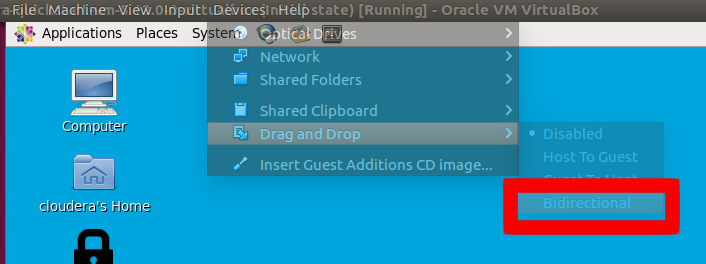 File Machine View Input Devices Help
state) [Running] - Oracle VM VirtualBox
Applications Places System
Optical Drives
Network
Shared Folders
Shared Clipboard
Drag and Drop
Insert Guest Additions CD image...
Disabled
Host To Guest
Guest To Host
Bidirectional
Computer
cloudera's Home